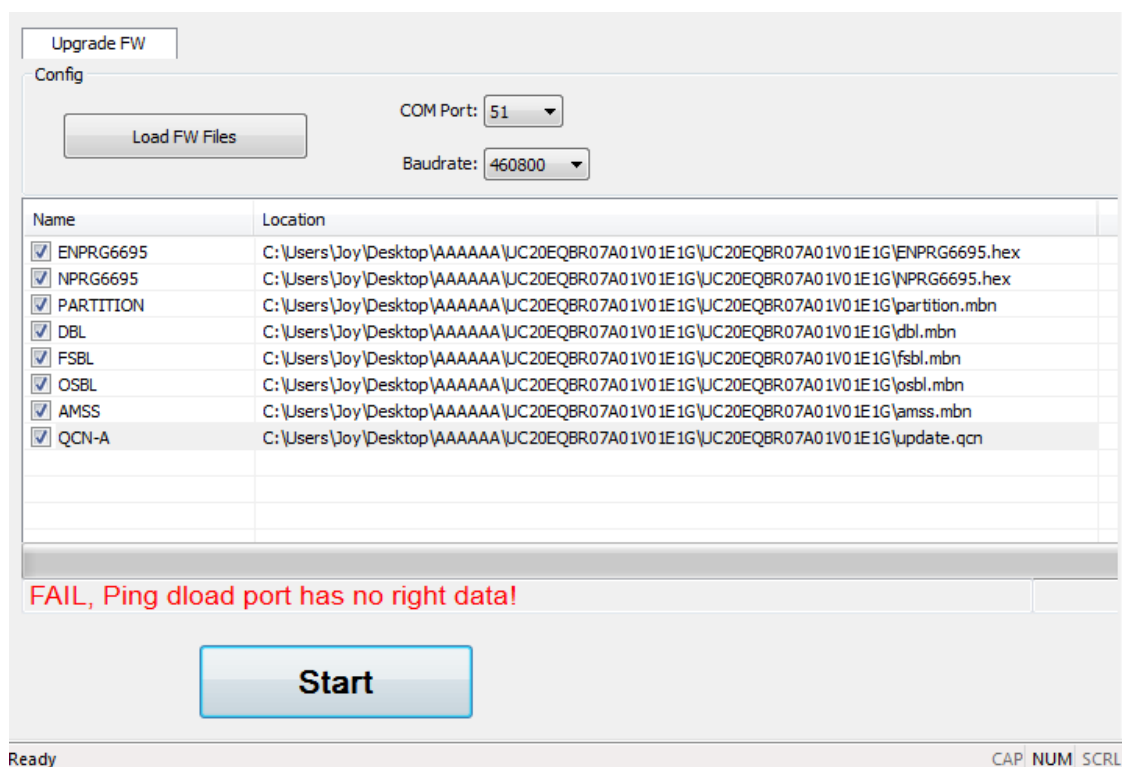 Upgrade FW
Config
Load FW Files
COM Port: 51
Baudrate: 460800
Name Location
ENPRG6695 C:\Users\Joy\Desktop\AAAAAA\UC20EQBR07A01V01E1G\UC20EQBR07A01V01E1G\ENPRG6695.hex
NPRG6695 C:\Users\Joy\Desktop\AAAAAA\UC20EQBR07A01V01E1G\UC20EQBR07A01V01E1G\NPRG6695.hex
PARTITION C:\Users\Joy\Desktop\AAAAAA\UC20EQBR07A01V01E1G\UC20EQBR07A01V01E1G\partition.mbn
DBL C:\Users\Joy\Desktop\AAAAAA\UC20EQBR07A01V01E1G\UC20EQBR07A01V01E1G\dbl.mbn
FSBL C:\Users\Joy\Desktop\AAAAAA\UC20EQBR07A01V01E1G\UC20EQBR07A01V01E1G\fsbl.mbn
OSBL C:\Users\Joy\Desktop\AAAAAA\UC20EQBR07A01V01E1G\UC20EQBR07A01V01E1G\osbl.mbn
AMSS C:\Users\Joy\Desktop\AAAAAA\UC20EQBR07A01V01E1G\UC20EQBR07A01V01E1G\amss.mbn
QCN-A C:\Users\Joy\Desktop\AAAAAA\UC20EQBR07A01V01E1G\UC20EQBR07A01V01E1G\update.qcn
FAIL, Ping dload port has no right data!
Start
Ready CAP NUM SCRL